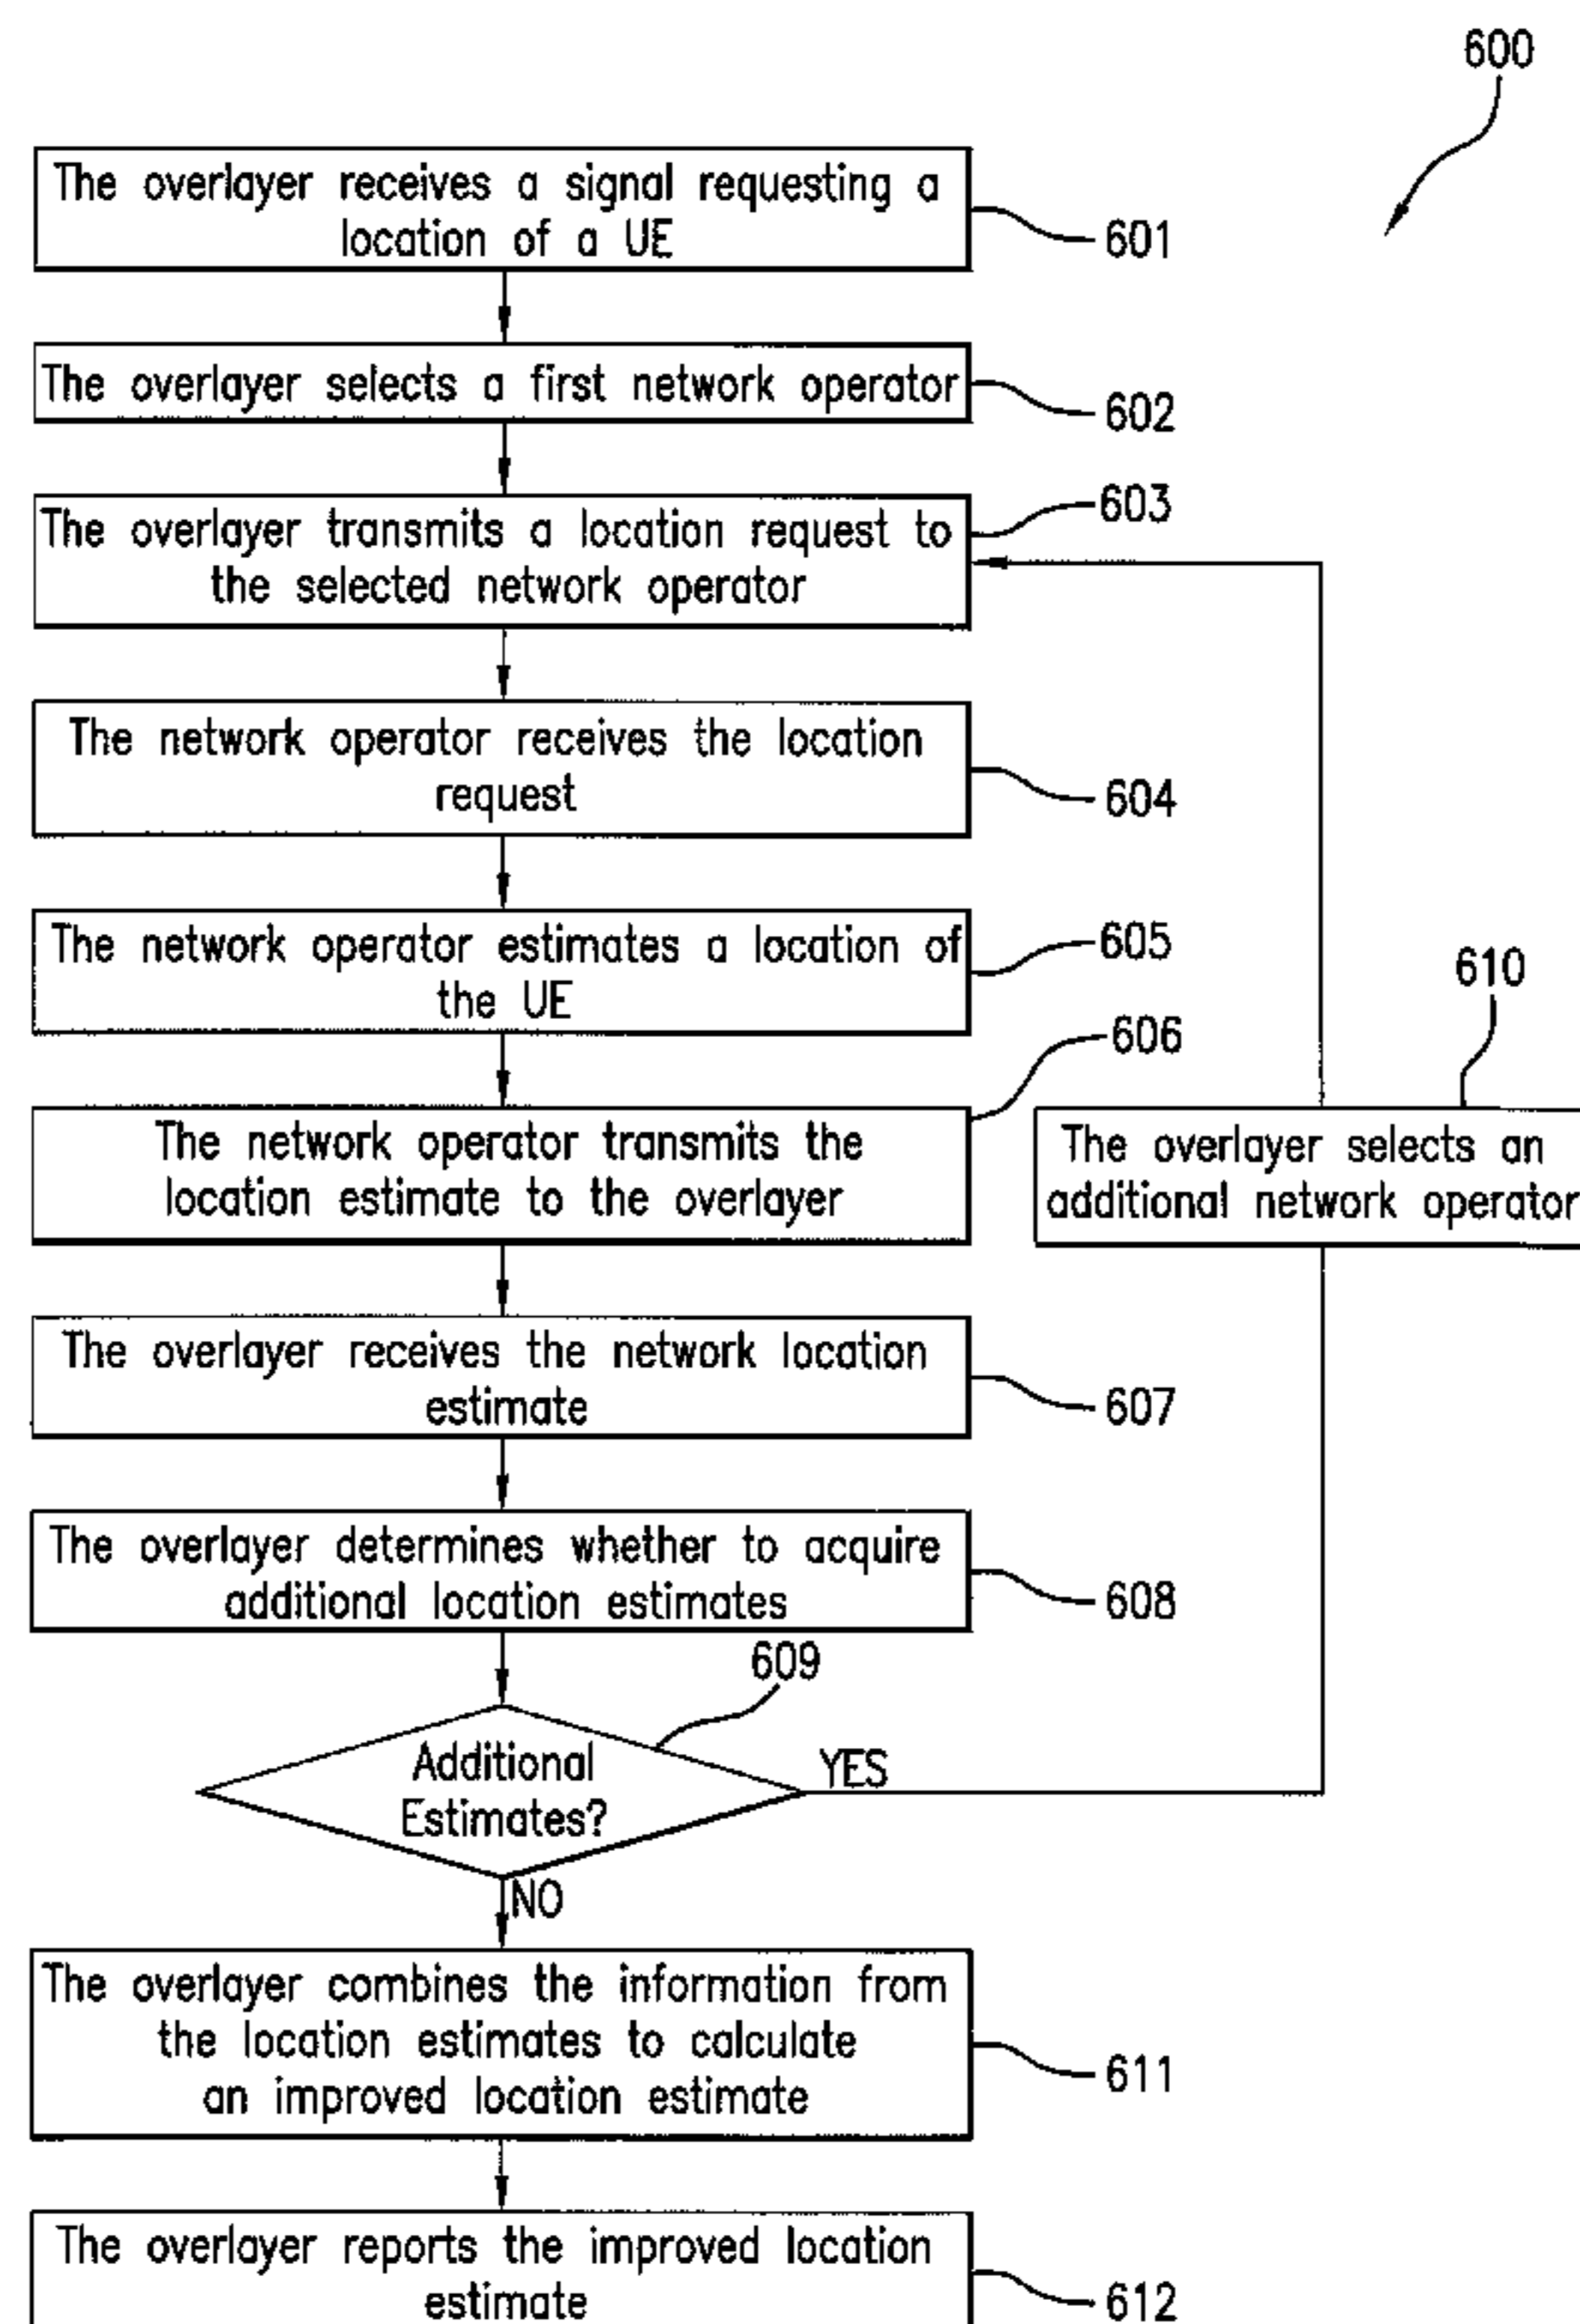 600
The overlayer receives a signal requesting a
location of a UE
601
The overlayer selects a first network operator
602
The overlayer transmits a location request to
the selected network operator
603
The network operator receives the location
request
604
The network operator estimates a location of
the UE
605
The network operator transmits the
location estimate to the overlayer
606
610
The overlayer selects an
additional network operator
The overlayer receives the network location
estimate
607
The overlayer determines whether to acquire
additional location estimates
608
609
Additional
Estimates?
YES
NO
The overlayer combines the information from
the location estimates to calculate
an improved location estimate
611
The overlayer reports the improved location
estimate
612